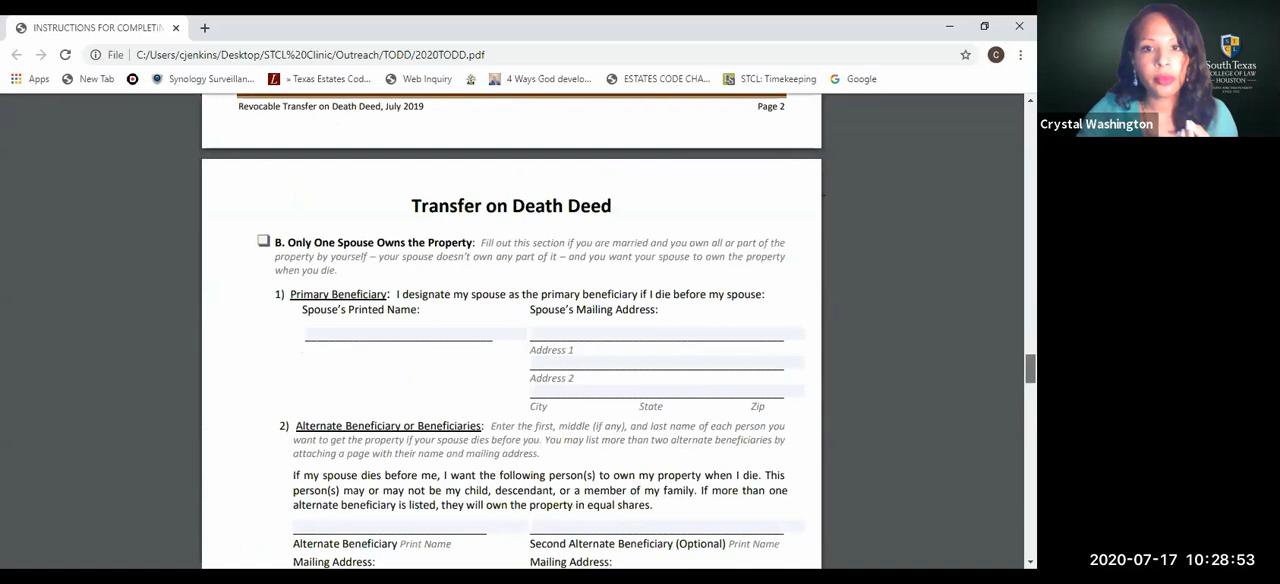 INSTRUCTIONS FOR COMPLETIN
File C:/Users/cjenkins/Desktop/STCL%20Clinic/Outreach/TODD/2020TODD.pdf
C
Apps New Tab Synology Surveillan... » Texas Estates Cod... Web Inquiry 4 Ways God develo... ESTATES CODE CHA... STCL: Timekeeping Google
Revocable Transfer on Death Deed, July 2019 Page 2
Transfer on Death Deed
B. Only One Spouse Owns the Property: Fill out this section if you are married and you own all or part of the
property by yourself – your spouse doesn't own any part of it – and you want your spouse to own the property
when you die.
1) Primary Beneficiary: I designate my spouse as the primary beneficiary if I die before my spouse:
Spouse's Printed Name: Spouse's Mailing Address:
Address 1
Address 2
City State Zip
2) Alternate Beneficiary or Beneficiaries: Enter the first, middle (if any), and last name of each person you
want to get the property if your spouse dies before you. You may list more than two alternate beneficiaries by
attaching a page with their name and mailing address.
If my spouse dies before me, I want the following person(s) to own my property when I die. This
person(s) may or may not be my child, descendant, or a member of my family. If more than one
alternate beneficiary is listed, they will own the property in equal shares.
Alternate Beneficiary Print Name Second Alternate Beneficiary (Optional) Print Name
Mailing Address: Mailing Address:
South Texas
COLLEGE OF LAW
HOUSTON
Crystal Washington
2020-07-17 10:28:53